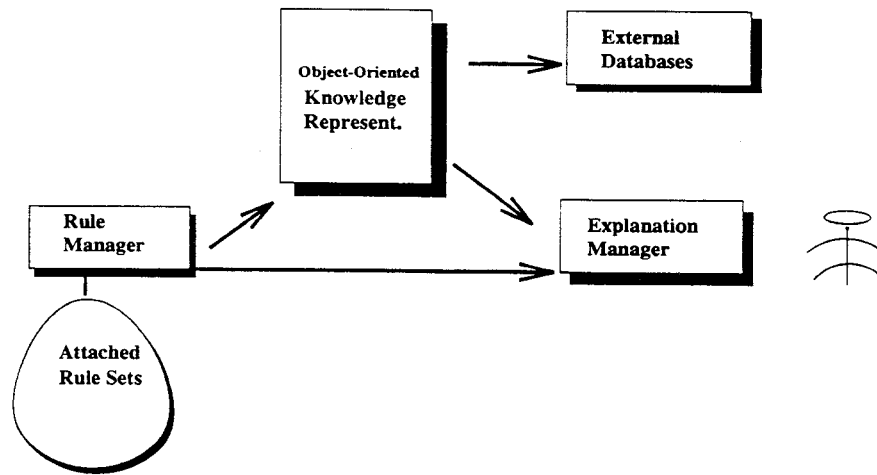 Object-Oriented
Knowledge
Represent.
External
Databases
Rule
Manager
Explanation
Manager
Attached
Rule Sets